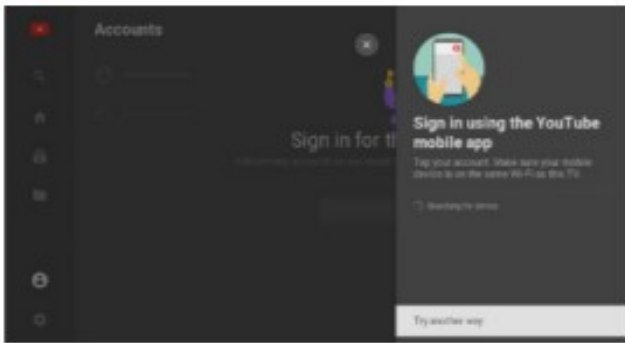 Accounts
Sign in for th
Sign in using the YouTube
mobile app
Tap your account. Make sure your mobile
device is on the same Wi-Fi as this TV.
Searching for device
Try another way